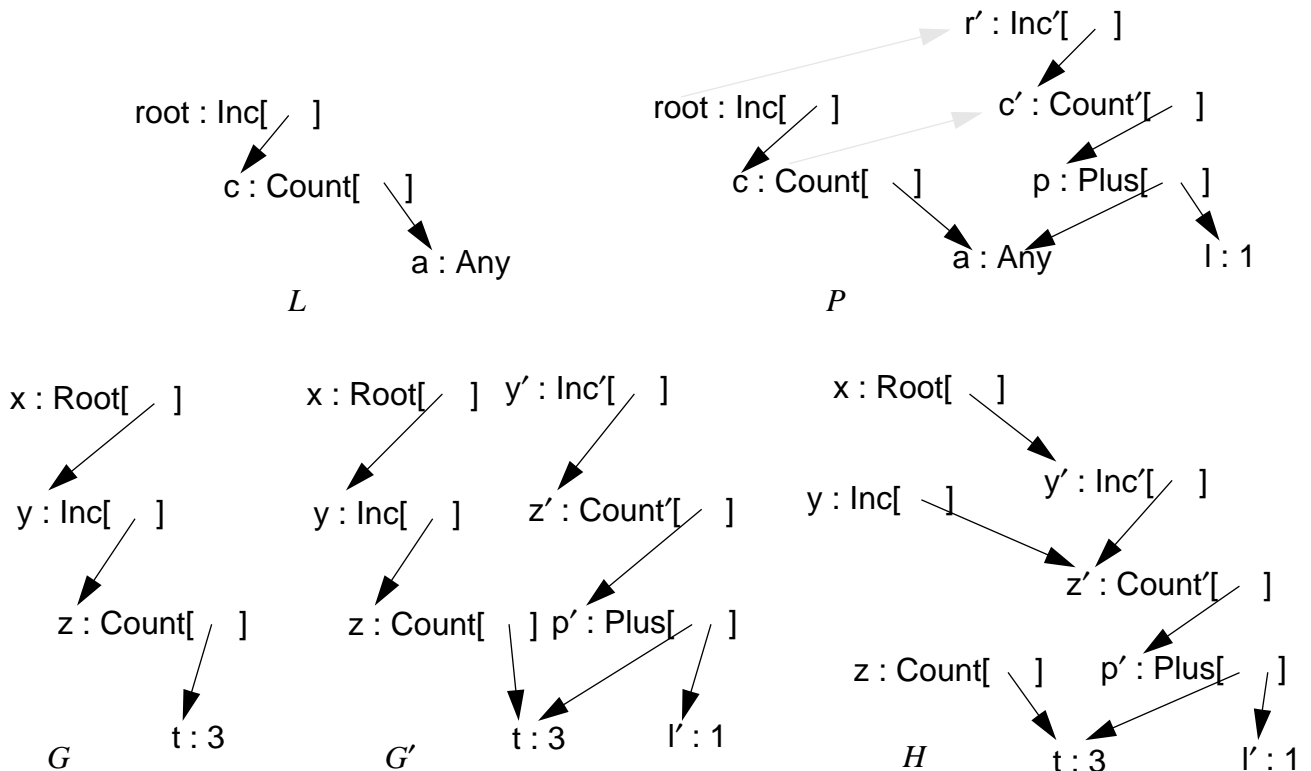 r′ : Inc′[ ]
root : Inc[ ]
root : Inc[ ]
c′ : Count′[ ]
c : Count[ ]
c : Count[ ]
p : Plus[ ]
a : Any
a : Any
l : 1
L
P
x : Root[ ]
x : Root[ ]
y′ : Inc′[ ]
x : Root[ ]
y : Inc[ ]
y : Inc[ ]
z′ : Count′[ ]
y : Inc[ ]
y′ : Inc′[ ]
z′ : Count′[ ]
z : Count[ ]
z : Count[ ]
p′ : Plus[ ]
z : Count[ ]
p′ : Plus[ ]
t : 3
t : 3
l′ : 1
t : 3
l′ : 1
G
G′
H